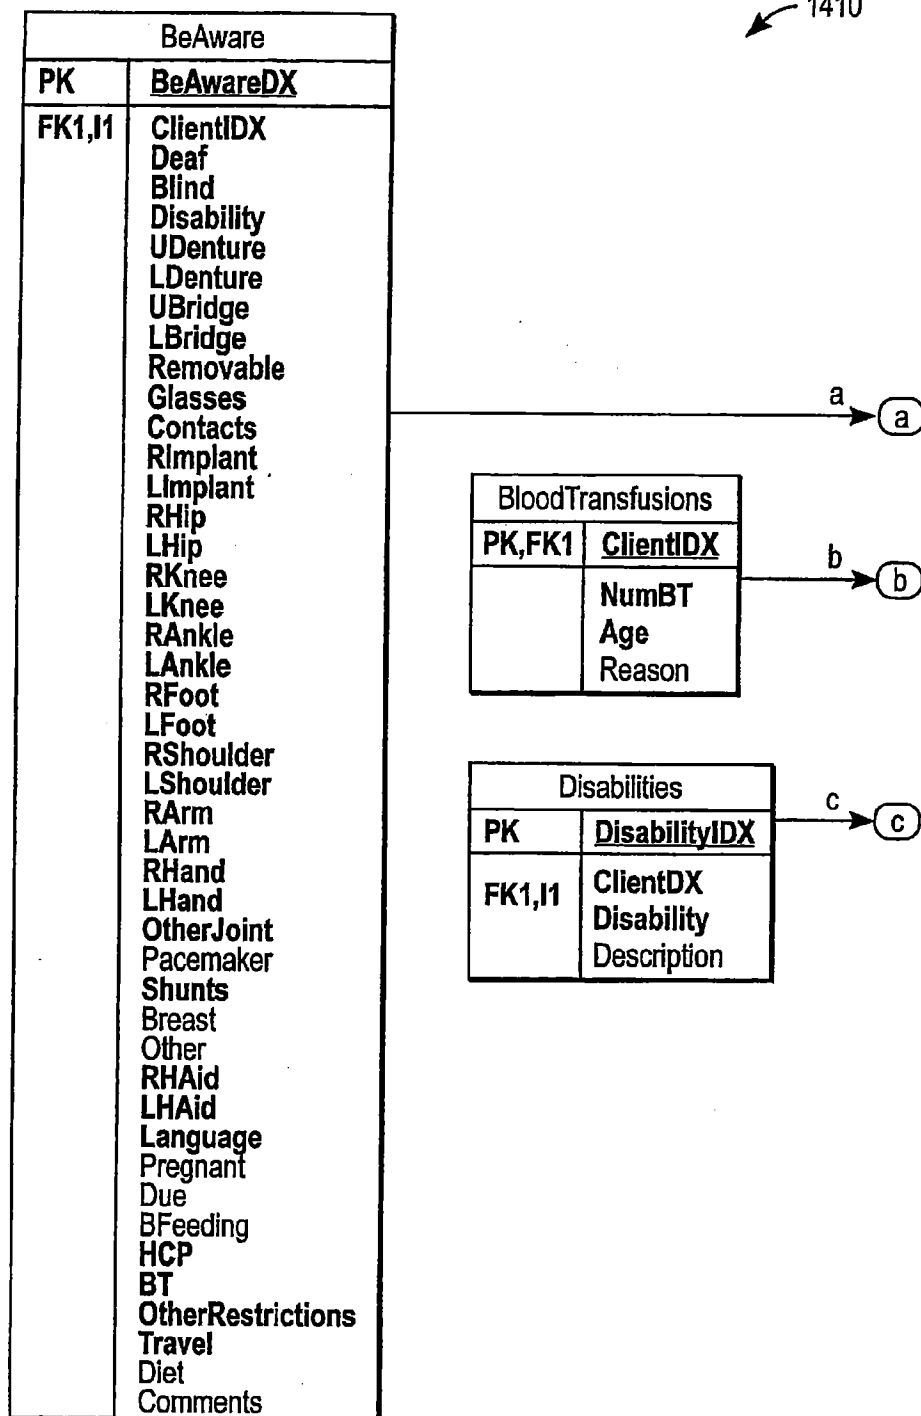 1410
BeAware
PK BeAwareDX
FK1,I1 ClientIDX
Deaf
Blind
Disability
UDenture
LDenture
UBridge
LBridge
Removable
Glasses
Contacts
RImplant
LImplant
RHip
LHip
RKnee
LKnee
RAnkle
LAnkle
RFoot
LFoot
RShoulder
LShoulder
RArm
LArm
RHand
LHand
OtherJoint
Pacemaker
Shunts
Breast
Other
RHAid
LHAid
Language
Pregnant
Due
BFeeding
HCP
BT
OtherRestrictions
Travel
Diet
Comments
a
a
BloodTransfusions
PK,FK1 ClientIDX
NumBT
Age
Reason
b
b
Disabilities
PK DisabilityIDX
FK1,I1 ClientDX
Disability
Description
c
c